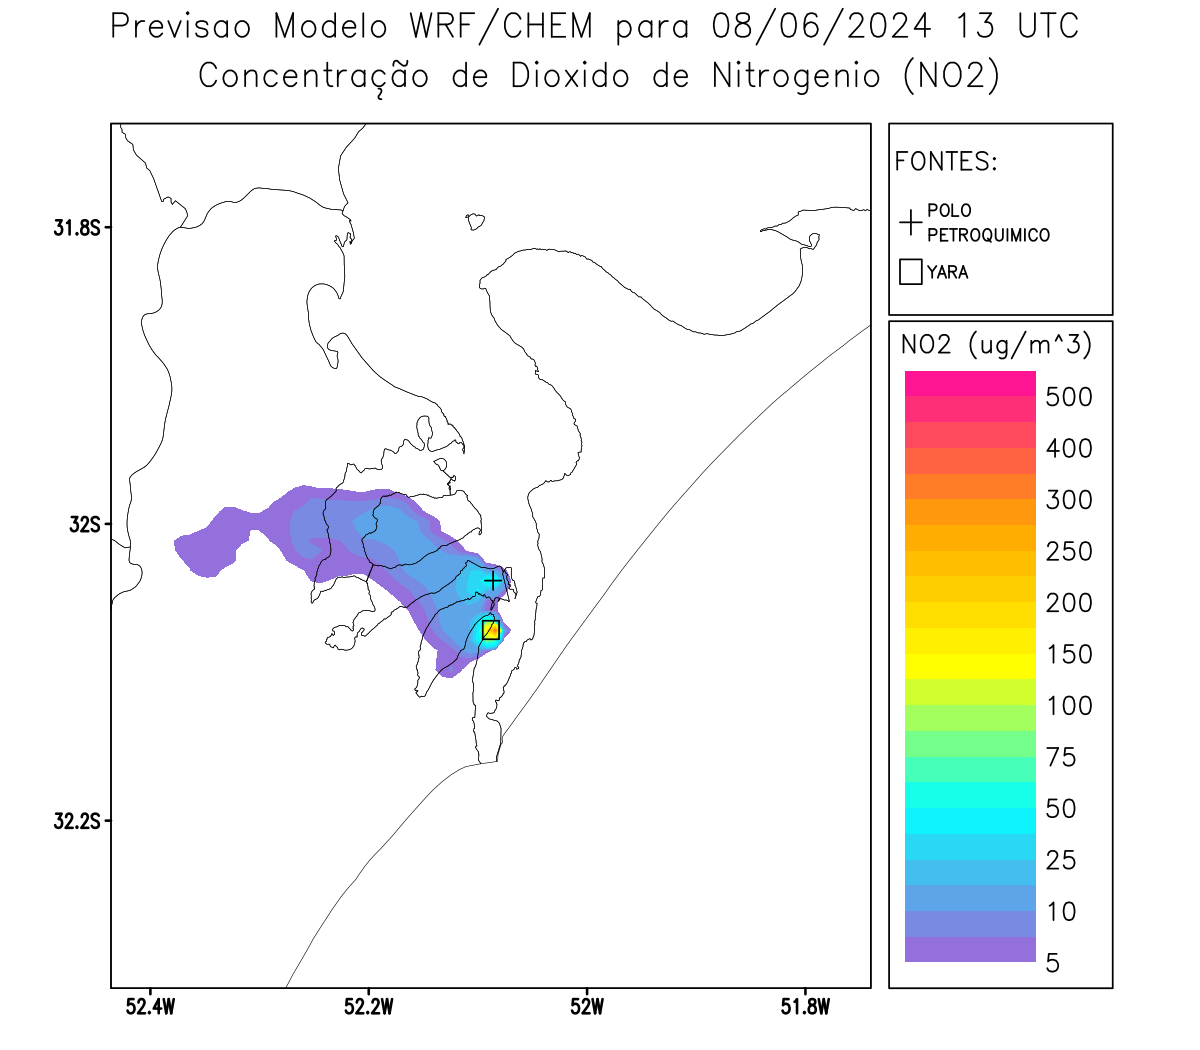 Previsao Modelo WRF/CHEM para 08/06/2024 13 UTC
Concentração de Dioxido de Nitrogenio (NO2)
FONTES:
POLO
PETROQUIMICO
YARA
NO2 (ug/m^3)
500
400
300
250
200
150
100
75
50
25
10
5
31.8S
32S
32.2S
52.4W
52.2W
52W
51.8W